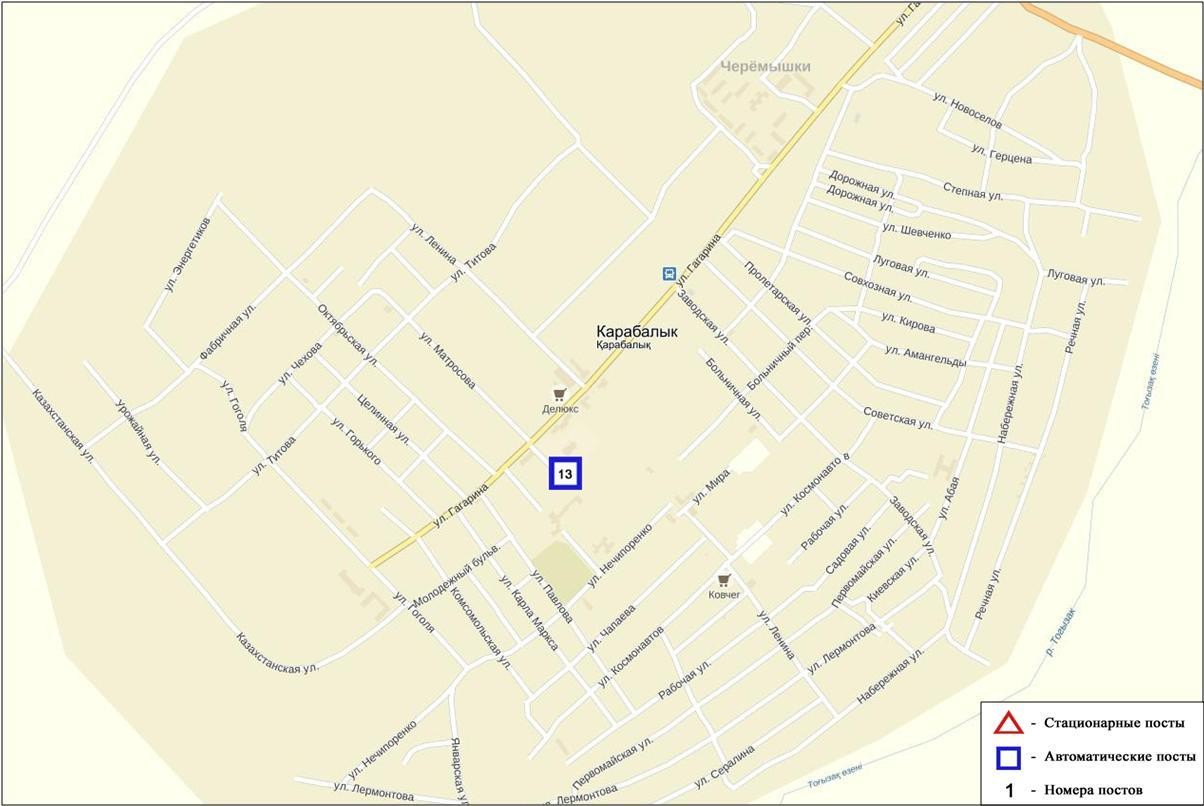 ул. Га
Черёмышки
ул. Новоселов
ул. Герцена
Степная ул.
Дорожная ул.
Дорожная ул.
ул. Шевченко
ул. Энергетиков
ул. Ленина
ул. Титова
ул. Гагарина
Луговая ул.
Луговая ул.
Пролетарская ул.
Совхозная ул.
Заводская ул.
Речная ул.
Октябрьская ул.
Фабричная ул.
ул. Кирова
Карабалык
Қарабалық
Больничный пер.
ул. Матросова
ул. Чехова
ул. Амангельды
Больничная ул.
Тоғызақ өзені
Казахстанская ул.
Урожайная ул.
ул. Гоголя
Целинная ул.
ул. Горького
Делюкс
Советская ул.
Набережная ул.
ул. Титова
13
ул. Мира
ул. Космонавтов
ул. Абая
ул. Гагарина
Заводская ул.
Рабочая ул.
Садовая ул.
Первомайская ул.
Киевская ул.
ул. Нечипоренко
Молодежный бульв.
ул. Павлова
ул. Карла Маркса
Комсомольская ул.
ул. Гоголя
Ковчег
Речная ул.
р. Тоғызақ
ул. Чапаева
ул. Ленина
ул. Космонавтов
ул. Лермонтова
Казахстанская ул.
Рабочая ул.
Набережная ул.
ул. Нечипоренко
Январская ул.
Первомайская ул.
ул. Сералина
Тоғызақ өзені
ул. Лермонтова
Лермонтова
- Стационарные посты
- Автоматические посты
1 - Номера постов